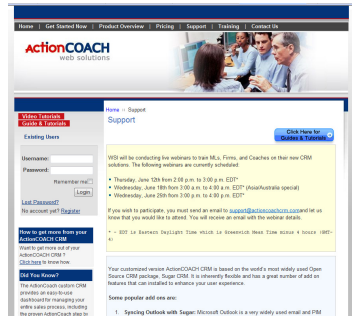 Home | Get Started Now | Product Overview | Pricing | Support | Training | Contact Us
ActionCOACH
web solutions
Video Tutorials
Guide & Tutorials
Existing Users
Username:
Password:
Remember me
Login
Lost Password?
No account yet? Register
How to get more from your
ActionCOACH CRM
Want to get more out of your
ActionCOACH CRM ?
Click here to know how.
Did You Know?
The ActionCoach custom CRM
provides an easy-to-use
dashboard for managing your
entire sales process, including
the proven ActionCoach step by
Home :: Support
Support
Click Here for
Guides & Tutorials
WSI will be conducting live webinars to train MLs, Firms, and Coaches on their new CRM
solutions. The following webinars are currently scheduled:
• Thursday, June 12th from 2:00 p.m. to 3:00 p.m. EDT*
• Wednesday, June 18th from 3:00 a.m. to 4:00 a.m. EDT* (Asia/Australia special)
• Wednesday, June 25th from 3:00 p.m. to 4:00 p.m. EDT*
If you wish to participate, you must send an email to support@actioncoachcrm.com and let us
know that you would like to attend. You will receive an email with the webinar details.
* - EDT is Eastern Daylight Time which is Greenwich Mean Time minus 4 hours (GMT-
4)
Your customized version ActionCOACH CRM is based on the world's most widely used Open
Source CRM package, Sugar CRM. It is inherently flexible and has a great number of add on
features that can installed to enhance your user experience.
Some popular add ons are:
1. Syncing Outlook with Sugar: Microsoft Outlook is a very widely used email and PIM